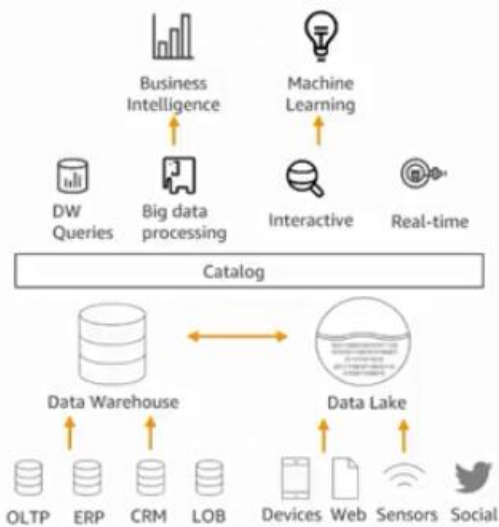 Business
Intelligence
Machine
Learning
DW
Queries
Big data
processing
Interactive
Real-time
Catalog
Data Warehouse
Data Lake
OLTP
ERP
CRM
LOB
Devices
Web
Sensors
Social